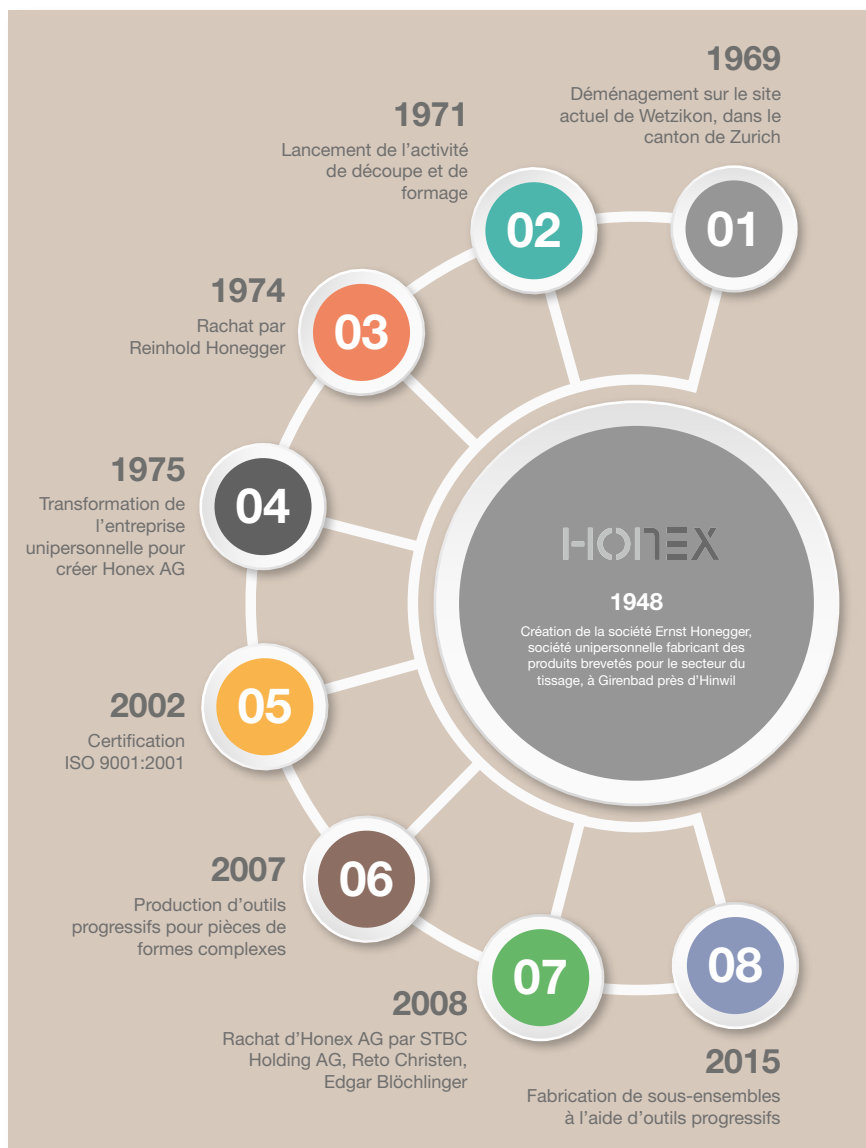 1969
Déménagement sur le site
actuel de Wetzikon, dans le
canton de Zurich
01
1971
Lancement de l’activité
de découpe et de
formage
02
1974
Rachat par
Reinhold Honegger
03
1975
Transformation de
l’entreprise
unipersonnelle pour
créer Honex AG
04
HONEX
1948
Création de la société Ernst Honegger,
société unipersonnelle fabricant des
produits brevetés pour le secteur du
tissage, à Girenbad près d’Hinwil
2002
Certification
ISO 9001:2001
05
2007
Production d’outils
progressifs pour pièces de
formes complexes
06
2008
Rachat d’Honex AG par STBC
Holding AG, Reto Christen,
Edgar Blöchlinger
07
08
2015
Fabrication de sous-ensembles
à l’aide d’outils progressifs